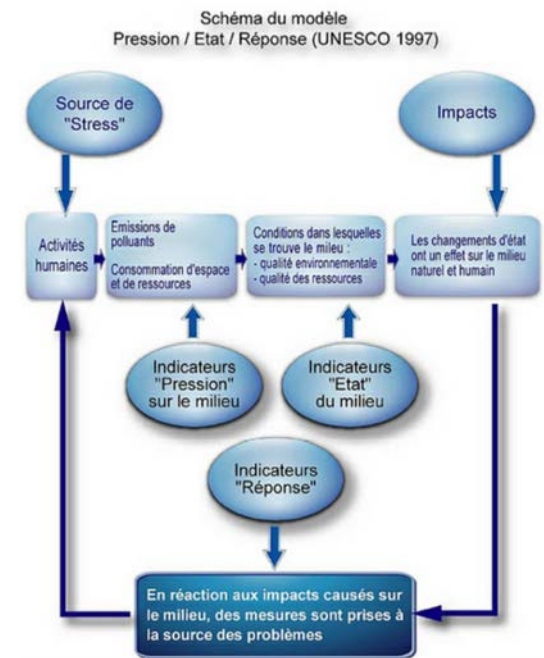 Schéma du modèle
Pression / Etat / Réponse (UNESCO 1997)
Source de
"Stress"
Impacts
Activités
humaines
Emissions de
polluants
Consommation d'espace
et de ressources
Conditions dans lesquelles
se trouve le mileu :
- qualité environnementale
- qualité des ressources
Les changements d'état
ont un effet sur le milieu
naturel et humain
Indicateurs
"Pression"
sur le milieu
Indicateurs
"Etat"
du milieu
Indicateurs
"Réponse"
En réaction aux impacts causés sur
le milieu, des mesures sont prises à
la source des problèmes